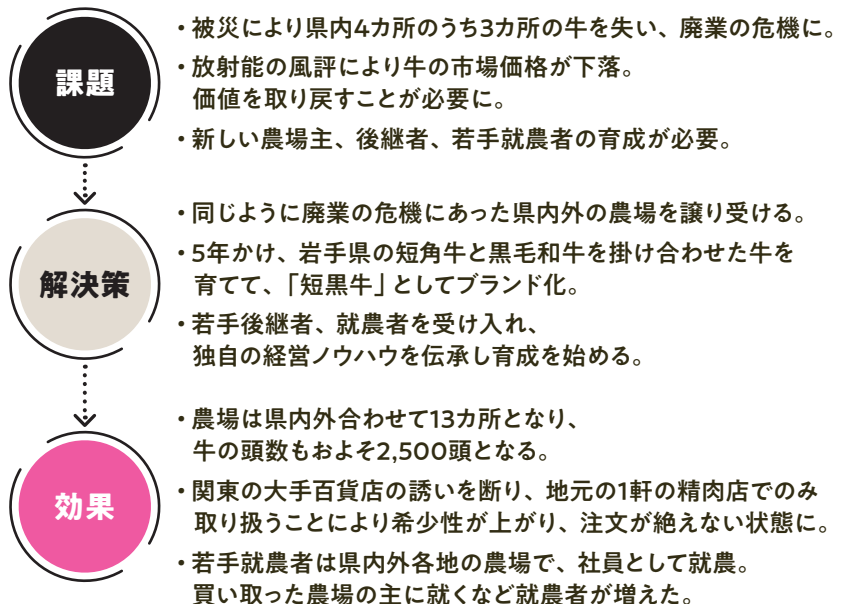 課題
・被災により県内4カ所のうち3カ所の牛を失い、廃業の危機に。
・放射能の風評により牛の市場価格が下落。
価値を取り戻すことが必要に。
・新しい農場主、後継者、若手就農者の育成が必要。
解決策
・同じように廃業の危機にあった県内外の農場を譲り受ける。
・5年かけ、岩手県の短角牛と黒毛和牛を掛け合わせた牛を
育てて、「短黒牛」としてブランド化。
・若手後継者、就農者を受け入れ、
独自の経営ノウハウを伝承し育成を始める。
効果
・農場は県内外合わせて13カ所となり、
牛の頭数もおよそ2,500頭となる。
・関東の大手百貨店の誘いを断り、地元の1軒の精肉店でのみ
取り扱うことにより希少性が上がり、注文が絶えない状態に。
・若手就農者は県内外各地の農場で、社員として就農。
買い取った農場の主に就くなど就農者が増えた。